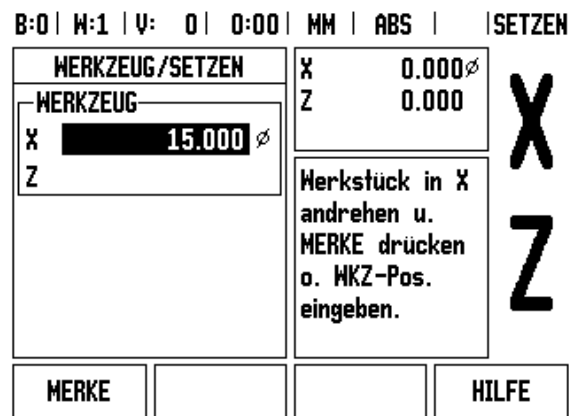 B:0| W:1 | V: 0| 0:00| MM | ABS | |SETZEN
WERKZEUG/SETZEN
WERKZEUG
X 15.000 ⌀
Z
X 0.000⌀
Z 0.000
Werkstück in X
andrehen u.
MERKE drücken
o. WKZ-Pos.
eingeben.
X
Z
MERKE
HILFE